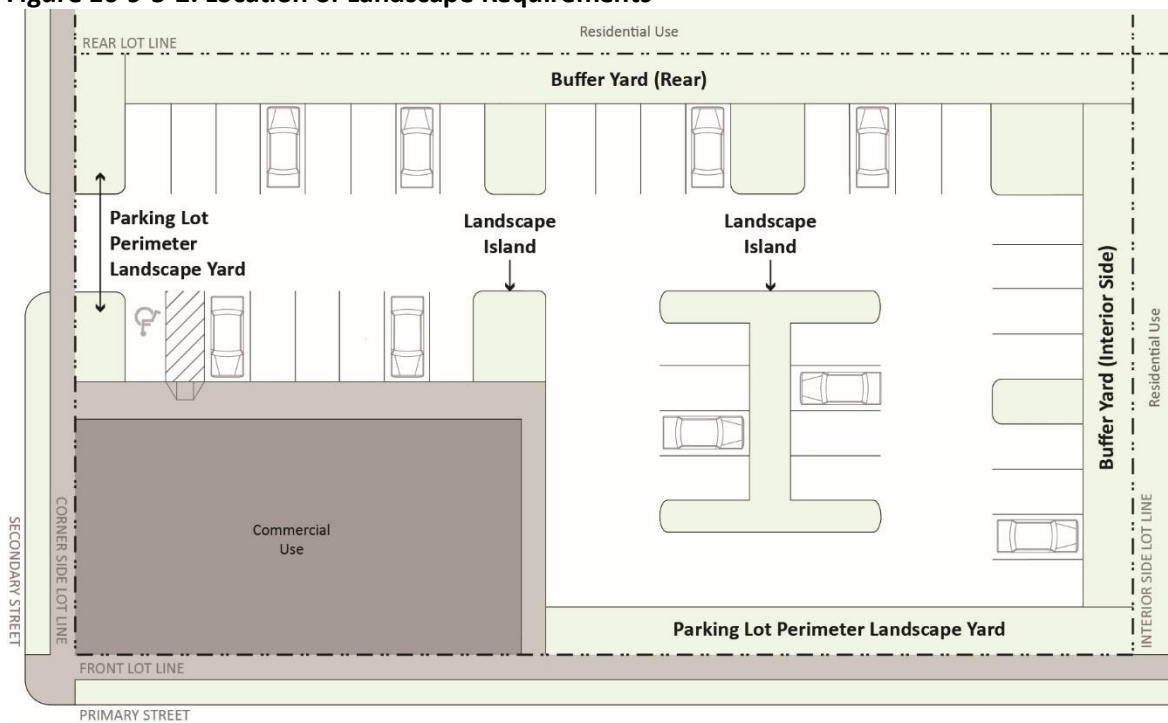 REAR LOT LINE
Residential Use
Buffer Yard (Rear)
Parking Lot
Perimeter
Landscape Yard
Landscape
Island
Landscape
Island
Buffer Yard (Interior Side)
Residential Use
Commercial
Use
SECONDARY STREET
CORNER SIDE LOT LINE
INTERIOR SIDE LOT LINE
Parking Lot Perimeter Landscape Yard
FRONT LOT LINE
PRIMARY STREET